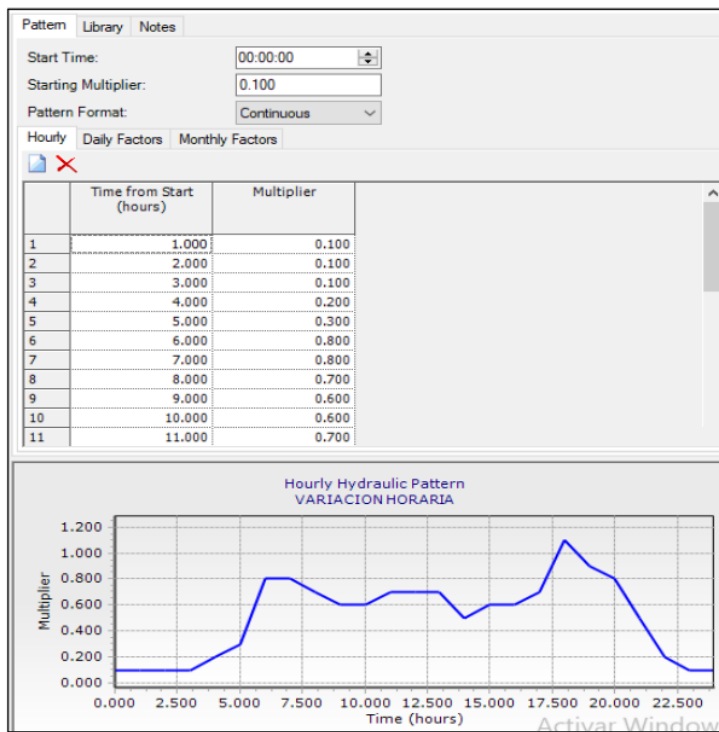 Pattern Library Notes
Start Time: 00:00:00
Starting Multiplier: 0.100
Pattern Format: Continuous
Hourly Daily Factors Monthly Factors
Time from Start (hours) Multiplier
1 1.000 0.100
2 2.000 0.100
3 3.000 0.100
4 4.000 0.200
5 5.000 0.300
6 6.000 0.800
7 7.000 0.800
8 8.000 0.700
9 9.000 0.600
10 10.000 0.600
11 11.000 0.700
Hourly Hydraulic Pattern
VARIACION HORARIA
Multiplier
1.200
1.000
0.800
0.600
0.400
0.200
0.000
0.000 2.500 5.000 7.500 10.000 12.500 15.000 17.500 20.000 22.500
Time (hours)
Activar Window